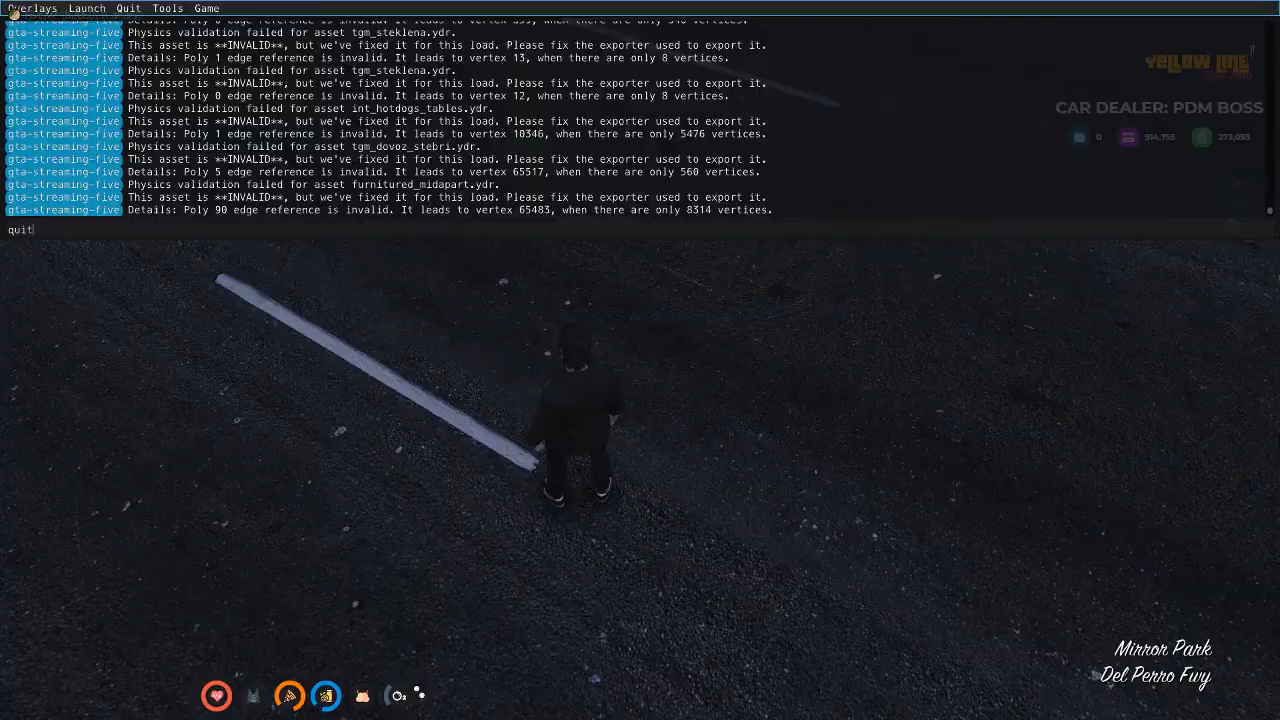 Overlays Launch Quit Tools Game
gta-streaming-five Physics validation failed for asset tgm_steklena.ydr.
gta-streaming-five This asset is **INVALID**, but we've fixed it for this load. Please fix the exporter used to export it.
gta-streaming-five Details: Poly 1 edge reference is invalid. It leads to vertex 13, when there are only 8 vertices.
gta-streaming-five Physics validation failed for asset tgm_steklena.ydr.
gta-streaming-five This asset is **INVALID**, but we've fixed it for this load. Please fix the exporter used to export it.
gta-streaming-five Details: Poly 0 edge reference is invalid. It leads to vertex 12, when there are only 8 vertices.
gta-streaming-five Physics validation failed for asset int_hotdogs_tables.ydr.
gta-streaming-five This asset is **INVALID**, but we've fixed it for this load. Please fix the exporter used to export it.
gta-streaming-five Details: Poly 1 edge reference is invalid. It leads to vertex 10346, when there are only 5476 vertices.
gta-streaming-five Physics validation failed for asset tgm_dovoz_stobri.ydr.
gta-streaming-five This asset is **INVALID**, but we've fixed it for this load. Please fix the exporter used to export it.
gta-streaming-five Details: Poly 5 edge reference is invalid. It leads to vertex 65517, when there are only 560 vertices.
gta-streaming-five Physics validation failed for asset furnitured_midapart.ydr.
gta-streaming-five This asset is **INVALID**, but we've fixed it for this load. Please fix the exporter used to export it.
gta-streaming-five Details: Poly 90 edge reference is invalid. It leads to vertex 65483, when there are only 8314 vertices.
quit
YELLOW LINE
CAR DEALER: PDM BOSS
0 914,755 273,093
O₂
Mirror Park
Del Perro Fwy